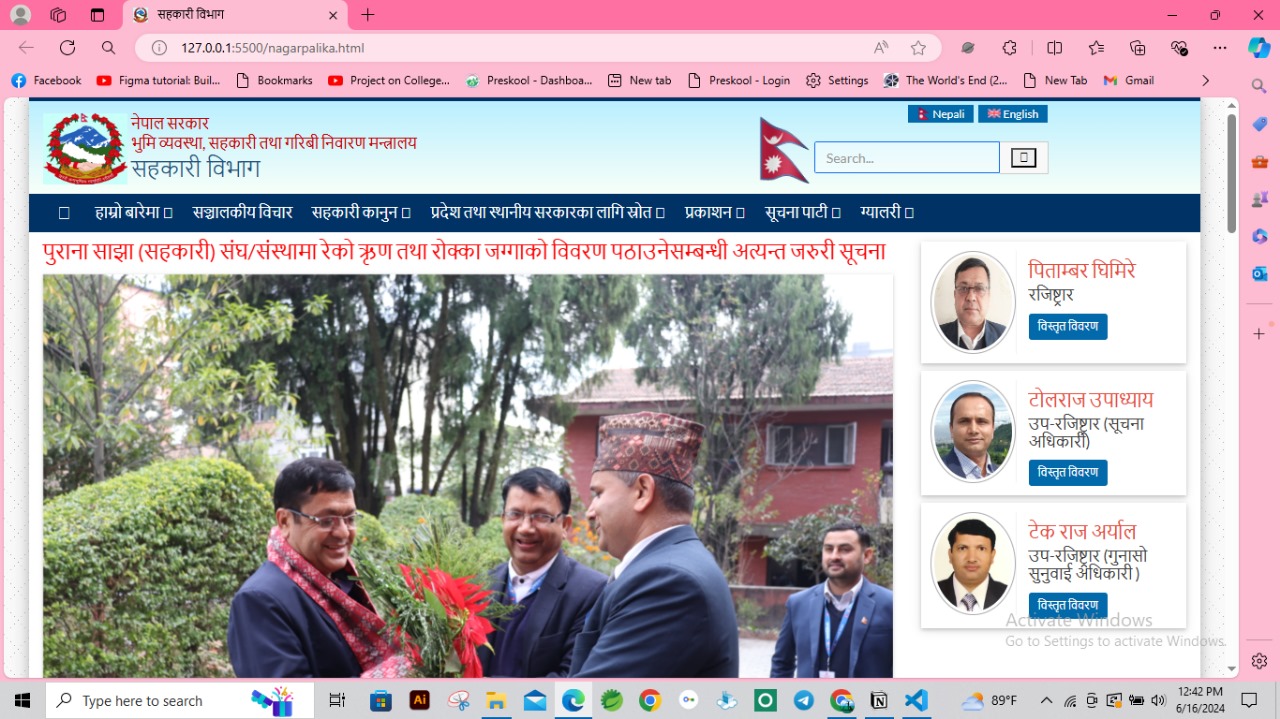 सहकारी विभाग
127.0.0.1:5500/nagarpalika.html
Facebook
Figma tutorial: Buil...
Bookmarks
Project on College...
Preskool - Dashboa...
New tab
Preskool - Login
Settings
The World's End (2...
New Tab
Gmail
Nepali
English
नेपाल सरकार
भुमि व्यवस्था, सहकारी तथा गरिबी निवारण मन्त्रालय
सहकारी विभाग
Search...
हाम्रो बारेमा
सञ्चालकीय विचार
सहकारी कानुन
प्रदेश तथा स्थानीय सरकारका लागि स्रोत
प्रकाशन
सूचना पाटी
ग्यालरी
पुराना साझा (सहकारी) संघ/संस्थामा रेको ऋृण तथा रोक्का जग्गाको विवरण पठाउनेसम्बन्धी अत्यन्त जरुरी सूचना
पिताम्बर घिमिरे
रजिष्ट्रार
विस्तृत विवरण
टोलराज उपाध्याय
उप-रजिष्ट्रार (सूचना
अधिकारी)
विस्तृत विवरण
टेक राज अर्याल
उप-रजिष्ट्रार (गुनासो
सुनुवाई अधिकारी )
विस्तृत विवरण
Activate Windows
Go to Settings to activate Windows.
Type here to search
89°F
12:42 PM
6/16/2024